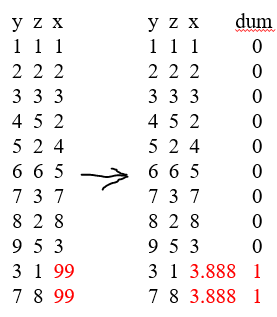 y z x y z x dum
1 1 1 1 1 1 0
2 2 2 2 2 2 0
3 3 3 3 3 3 0
4 5 2 4 5 2 0
5 2 4 5 2 4 0
6 6 5 6 6 5 0
7 3 7 7 3 7 0
8 2 8 8 2 8 0
9 5 3 9 5 3 0
3 1 99 3 1 3.888 1
7 8 99 7 8 3.888 1